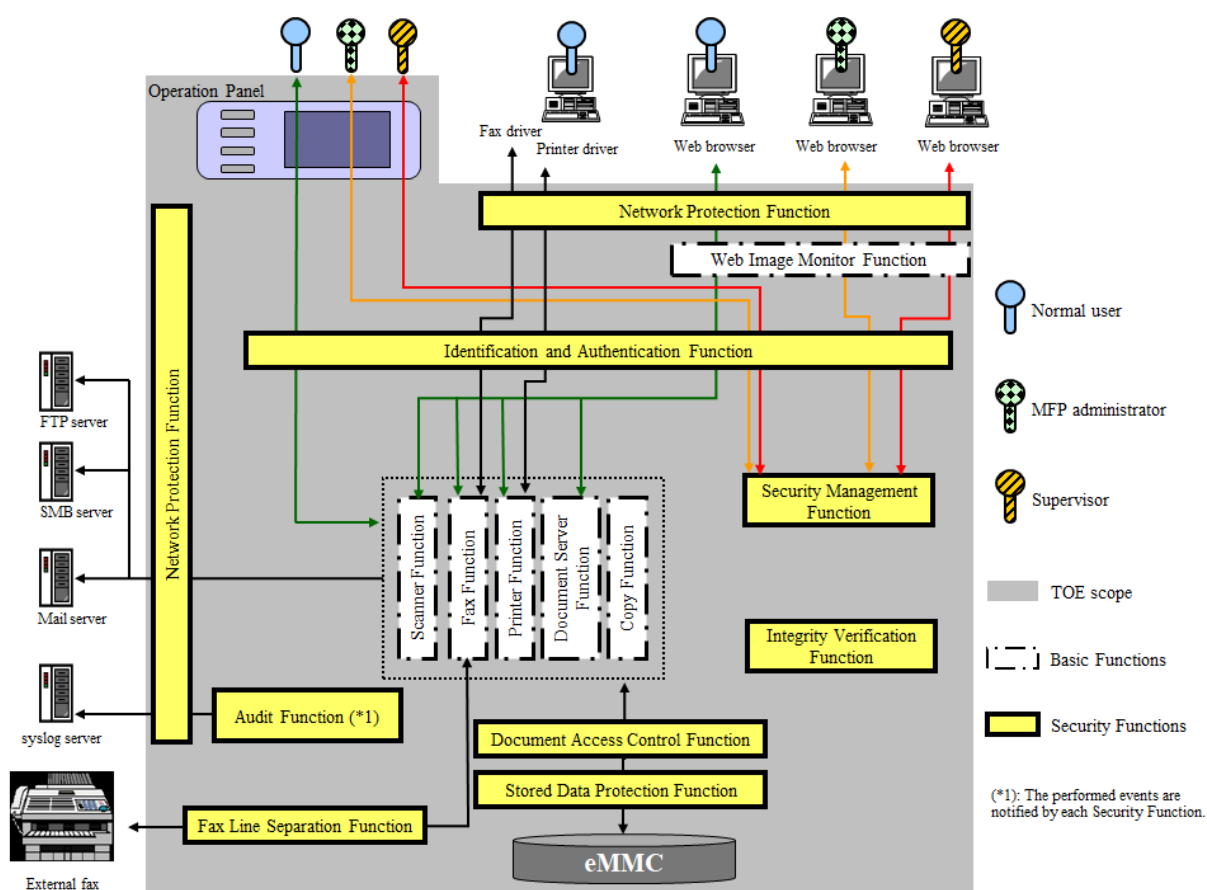 Operation Panel
Fax driver
Printer driver
Web browser
Web browser
Web browser
Network Protection Function
Web Image Monitor Function
Identification and Authentication Function
Network Protection Function
FTP server
SMB server
Mail server
syslog server
External fax
Scanner Function
Fax Function
Printer Function
Document Server
Function
Copy Function
Security Management
Function
Integrity Verification
Function
Audit Function (*1)
Document Access Control Function
Stored Data Protection Function
Fax Line Separation Function
eMMC
Normal user
MFP administrator
Supervisor
TOE scope
Basic Functions
Security Functions
(*1): The performed events are
notified by each Security Function.